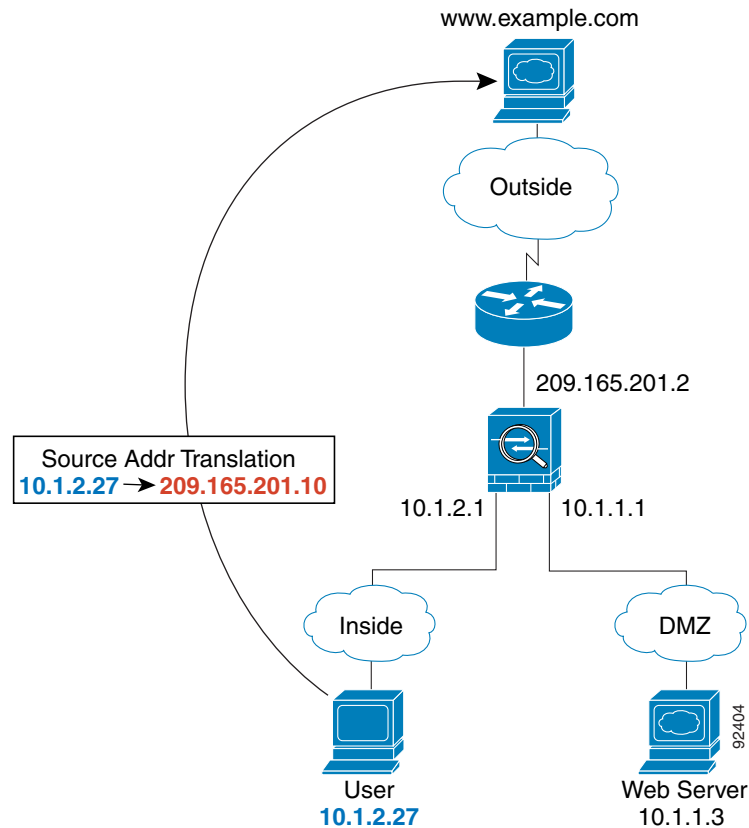 www.example.com
Outside
209.165.201.2
Source Addr Translation
10.1.2.27 209.165.201.10
10.1.2.1
10.1.1.1
Inside
DMZ
92404
User
10.1.2.27
Web Server
10.1.1.3